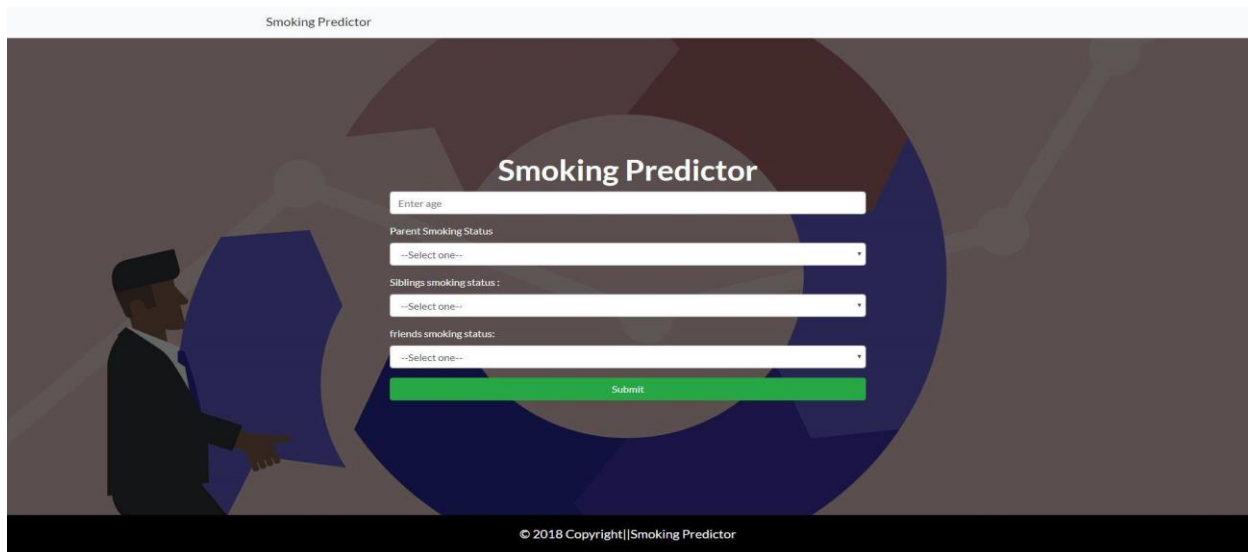 Smoking Predictor
Smoking Predictor
Enter age
Parent Smoking Status
--Select one--
Siblings smoking status :
--Select one--
friends smoking status:
--Select one--
Submit
© 2018 Copyright||Smoking Predictor